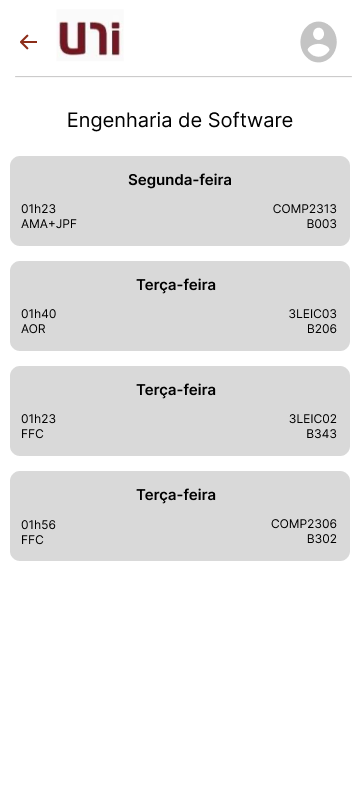 uni
Engenharia de Software
Segunda-feira
01h23 COMP2313
AMA+JPF B003
Terça-feira
01h40 3LEIC03
AOR B206
Terça-feira
01h23 3LEIC02
FFC B343
Terça-feira
01h56 COMP2306
FFC B302